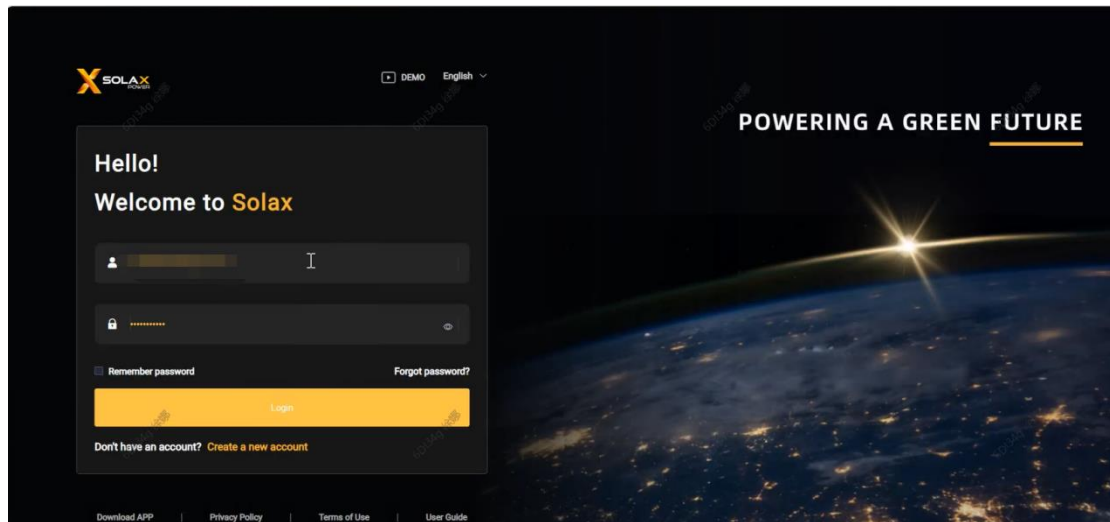 SOLAX
POWER
DEMO English
POWERING A GREEN FUTURE
Hello!
Welcome to Solax
Remember password
Forgot password?
Login
Don't have an account? Create a new account
Download APP | Privacy Policy | Terms of Use | User Guide